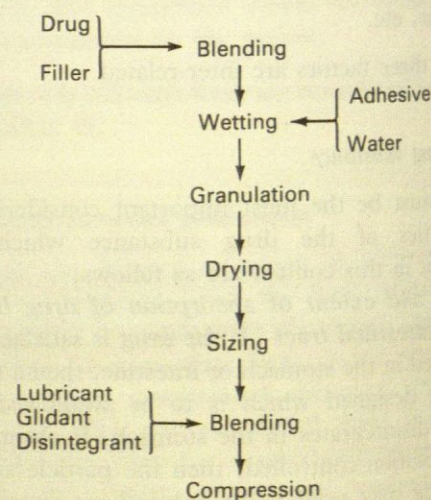 Drug
Filler
Blending
Wetting
Adhesive
Water
Granulation
Drying
Sizing
Lubricant
Glidant
Disintegrant
Blending
Compression